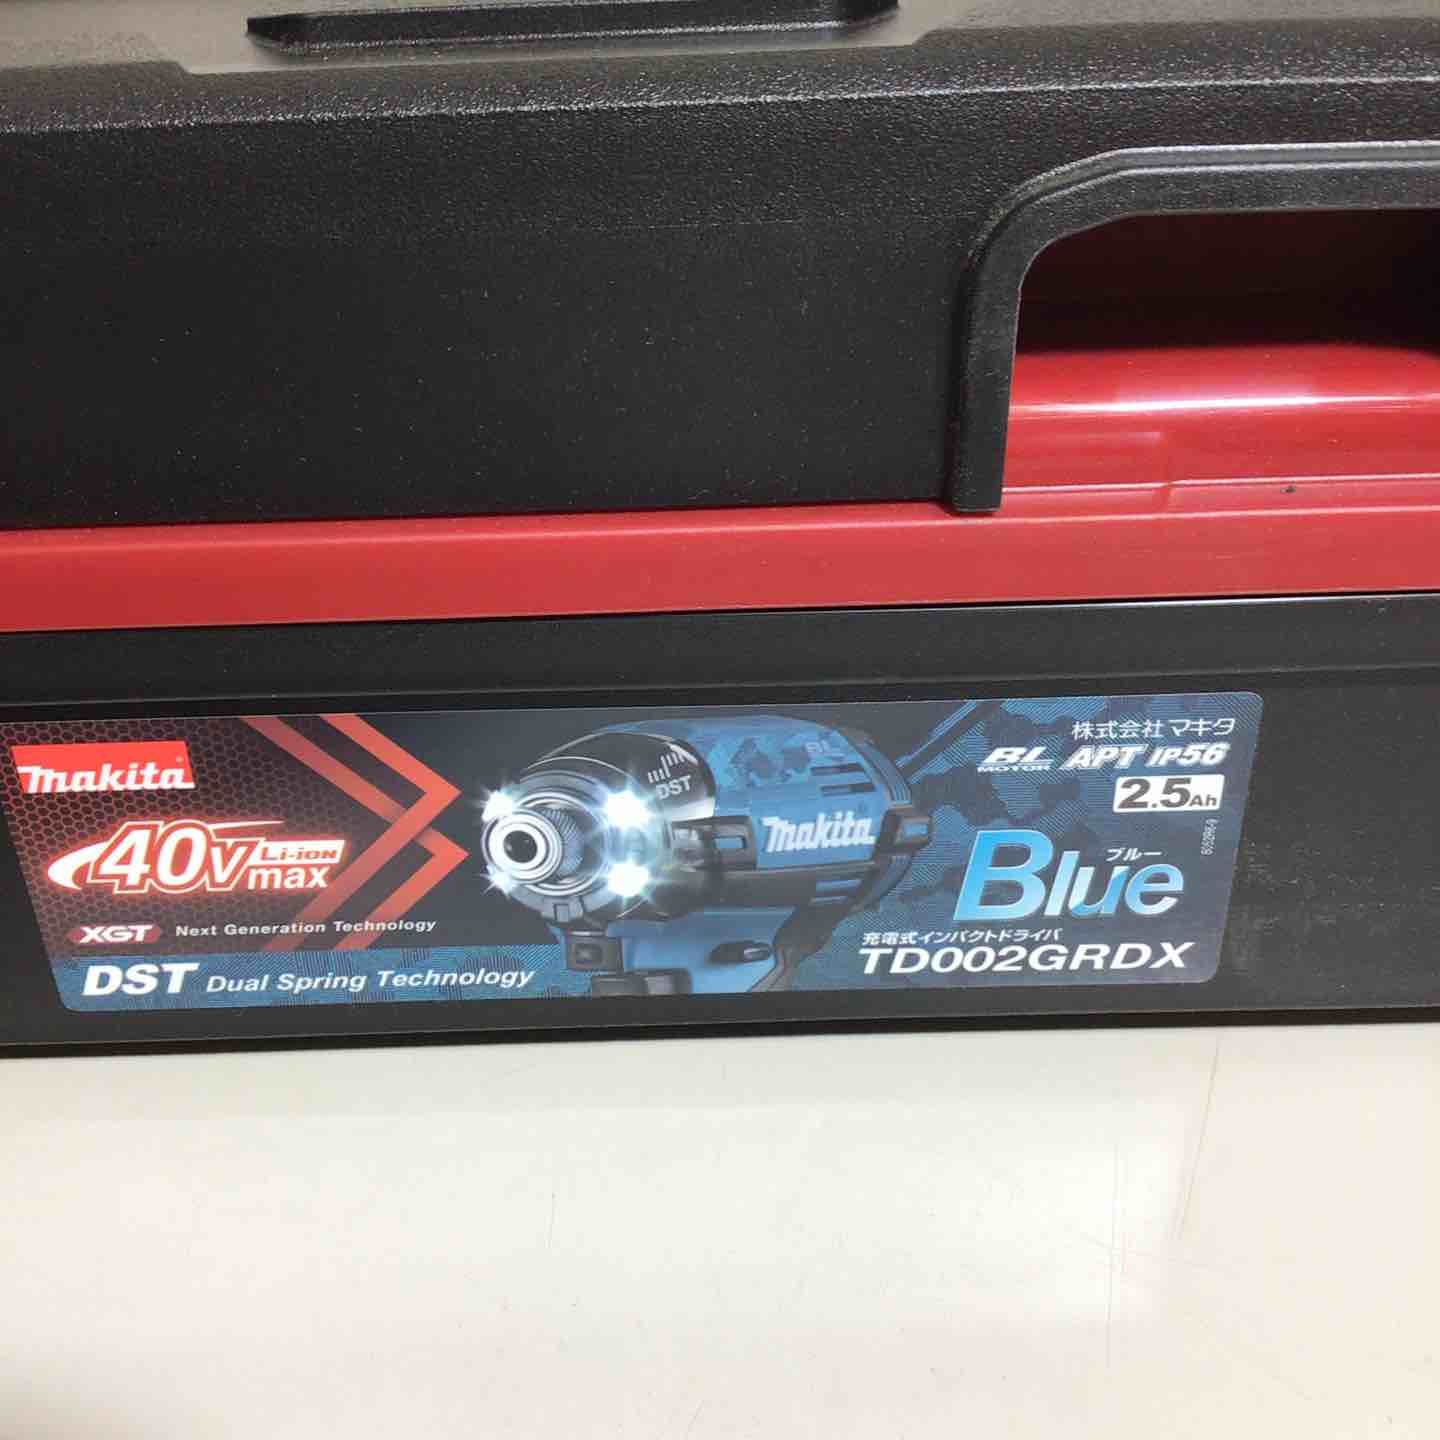 makita
40Vmax Li-ion
XGT Next Generation Technology
DST Dual Spring Technology
DST
BL
makita
株式会社マキタ
BL MOTOR APT IP56
2.5Ah
ブルー
Blue
充電式インパクトドライバ
TD002GRDX